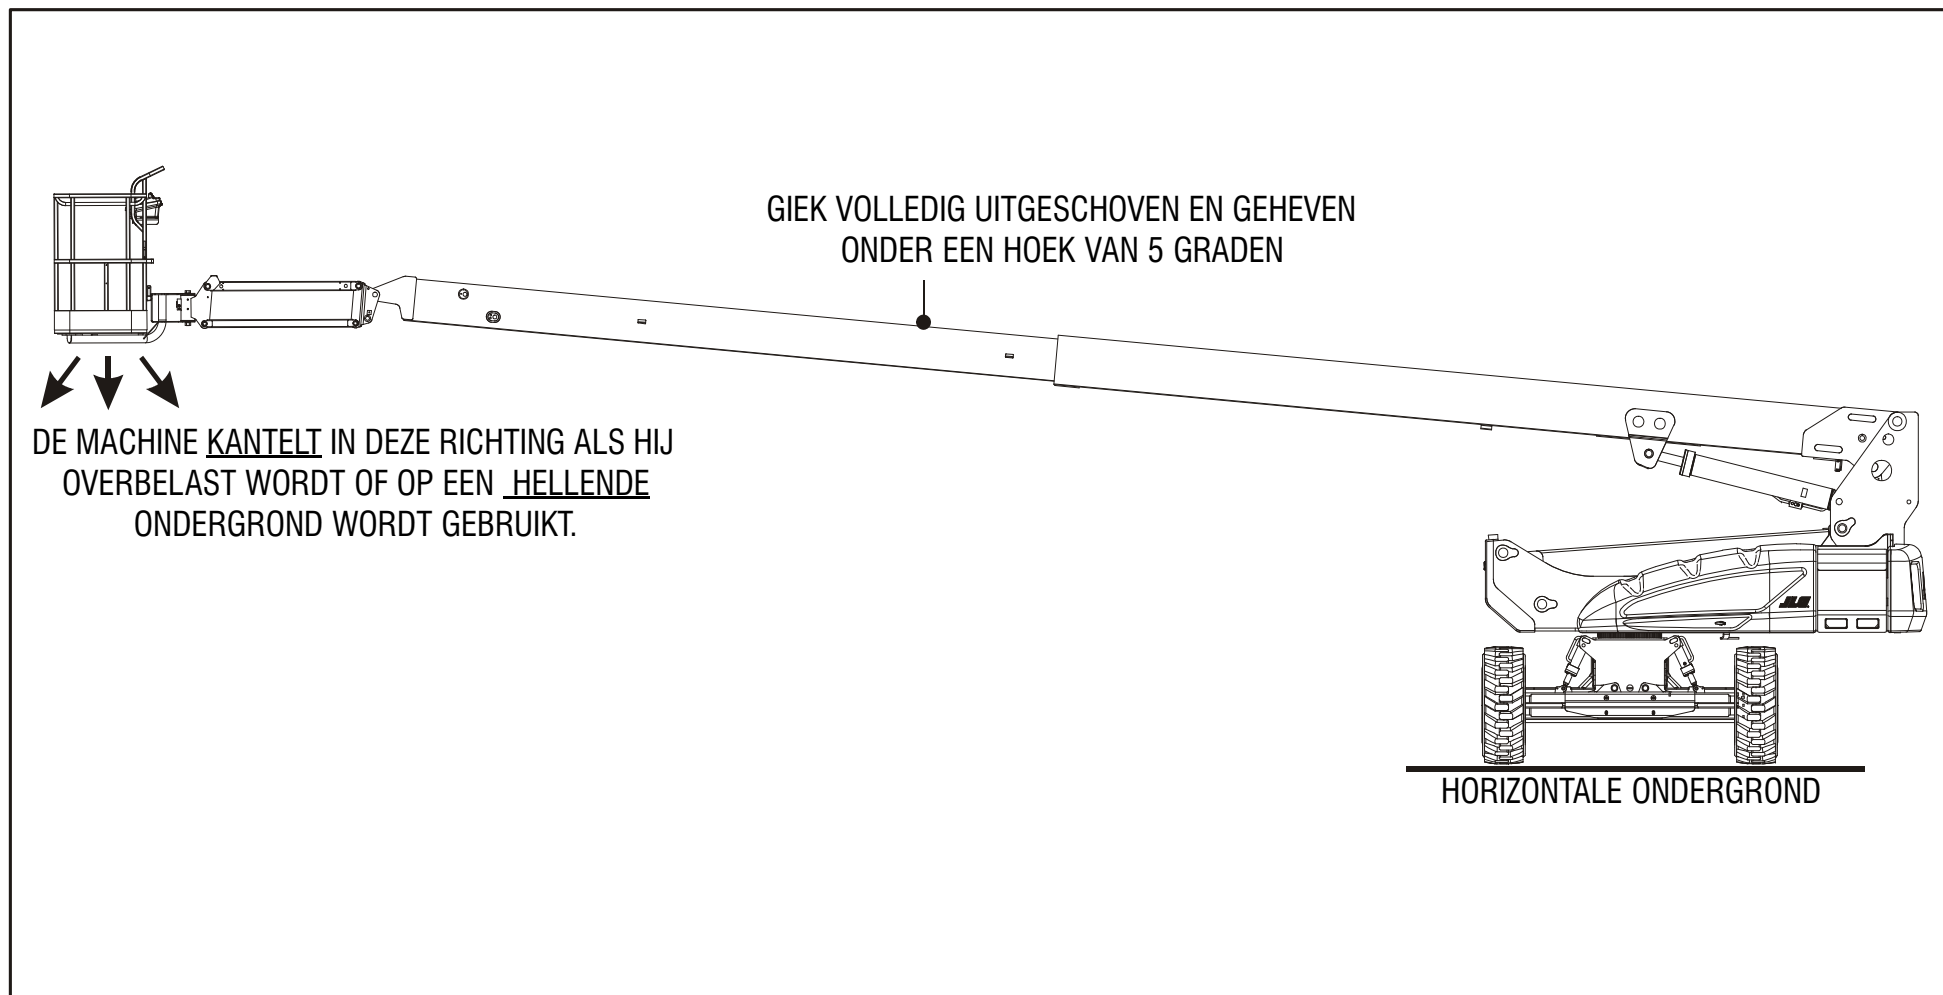 GIEK VOLLEDIG UITGESCHOVEN EN GEHEVEN
ONDER EEN HOEK VAN 5 GRADEN
DE MACHINE KANTELT IN DEZE RICHTING ALS HIJ
OVERBELAST WORDT OF OP EEN HELLENDE
ONDERGROND WORDT GEBRUIKT.
JLG
HORIZONTALE ONDERGROND